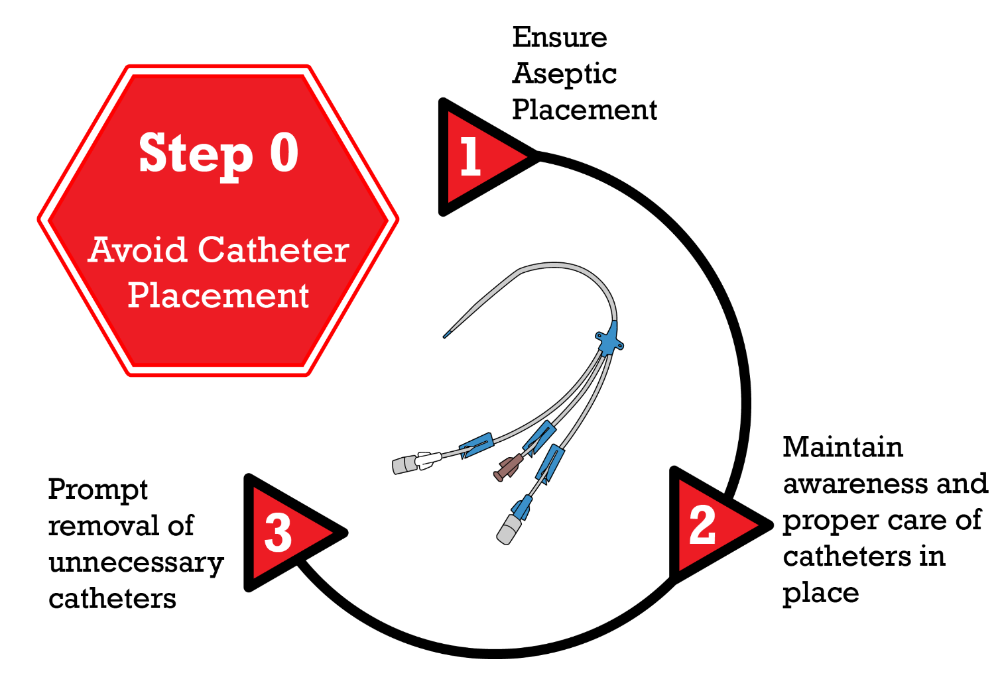 Step 0
Avoid Catheter
Placement
1
Ensure
Aseptic
Placement
2
Maintain
awareness and
proper care of
catheters in
place
3
Prompt
removal of
unnecessary
catheters